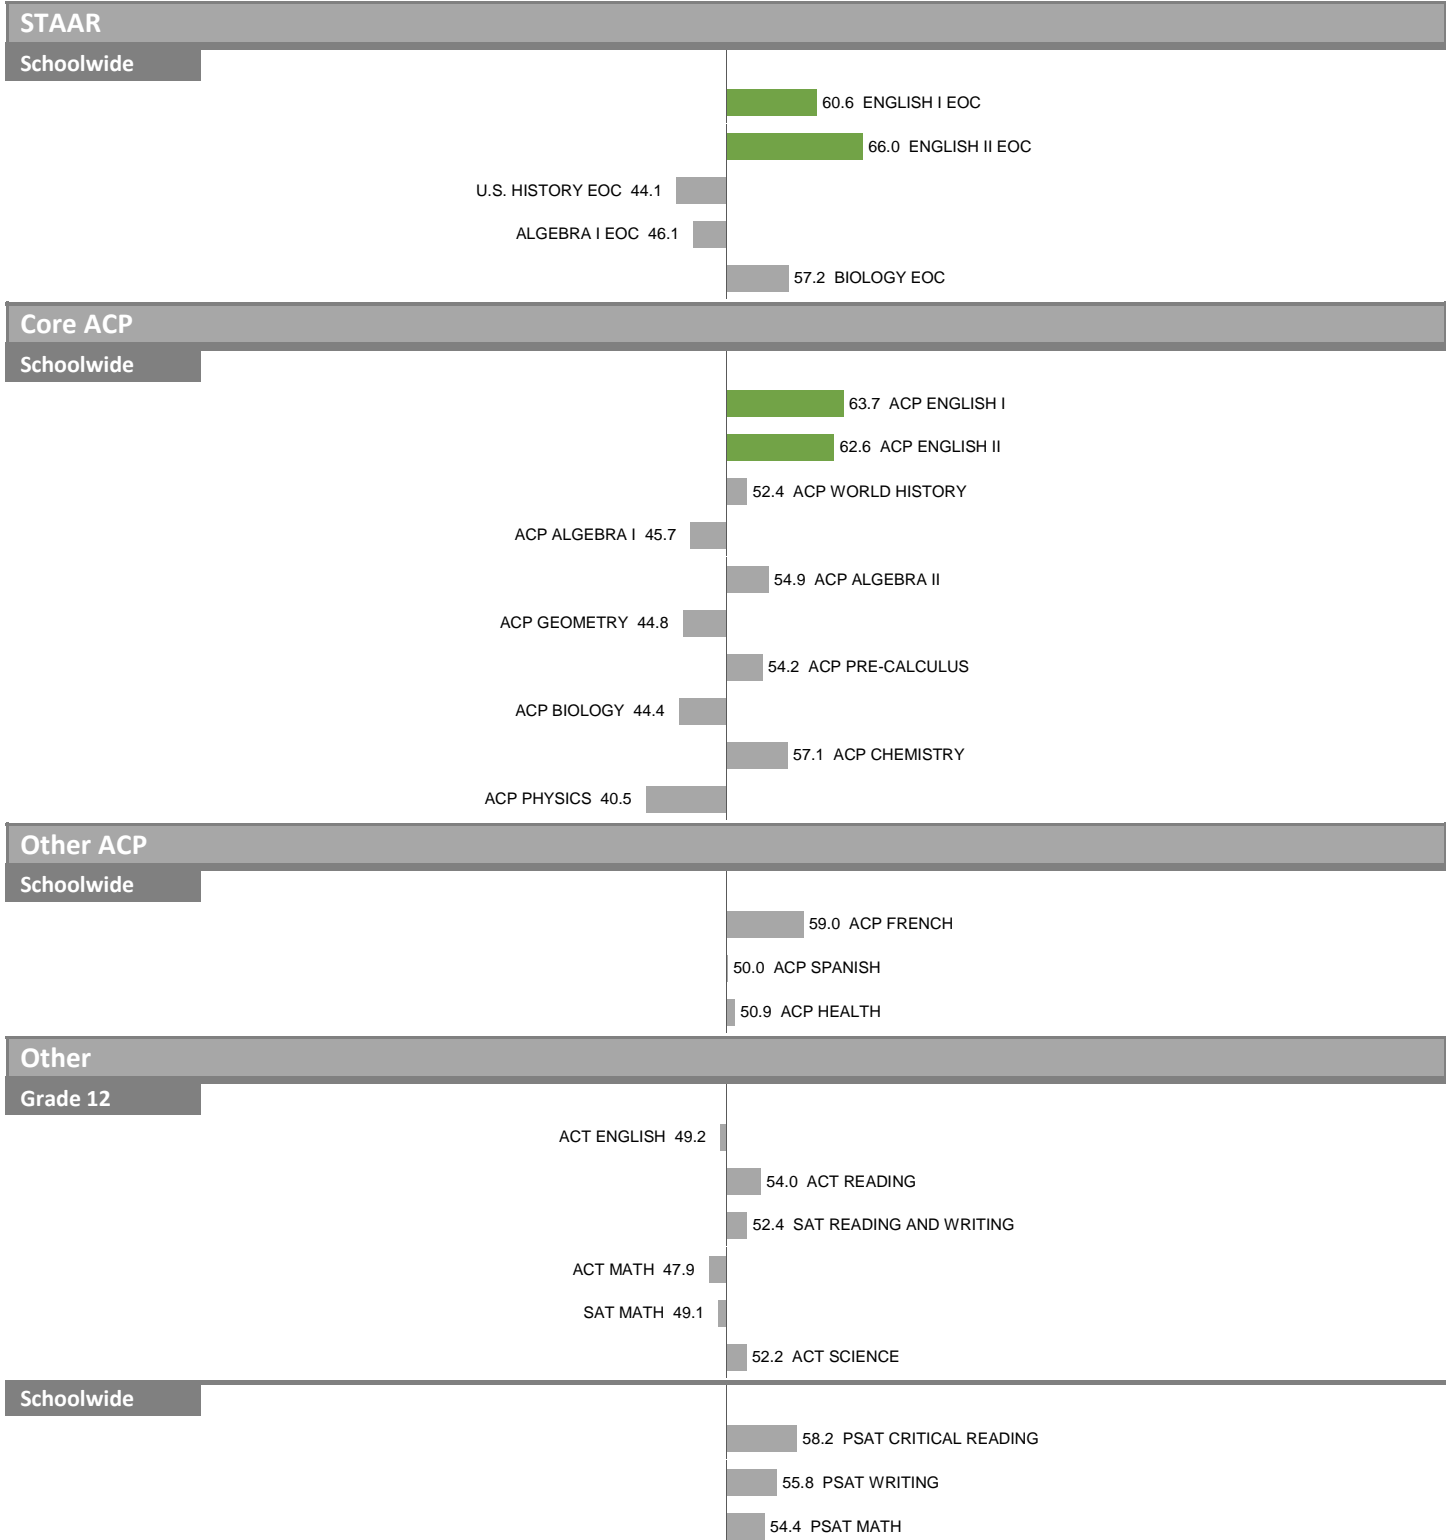 STAAR
Schoolwide
60.6 ENGLISH I EOC
66.0 ENGLISH II EOC
U.S. HISTORY EOC 44.1
ALGEBRA I EOC 46.1
57.2 BIOLOGY EOC
Core ACP
Schoolwide
63.7 ACP ENGLISH I
62.6 ACP ENGLISH II
52.4 ACP WORLD HISTORY
ACP ALGEBRA I 45.7
54.9 ACP ALGEBRA II
ACP GEOMETRY 44.8
54.2 ACP PRE-CALCULUS
ACP BIOLOGY 44.4
57.1 ACP CHEMISTRY
ACP PHYSICS 40.5
Other ACP
Schoolwide
59.0 ACP FRENCH
50.0 ACP SPANISH
50.9 ACP HEALTH
Other
Grade 12
ACT ENGLISH 49.2
54.0 ACT READING
52.4 SAT READING AND WRITING
ACT MATH 47.9
SAT MATH 49.1
52.2 ACT SCIENCE
Schoolwide
58.2 PSAT CRITICAL READING
55.8 PSAT WRITING
54.4 PSAT MATH